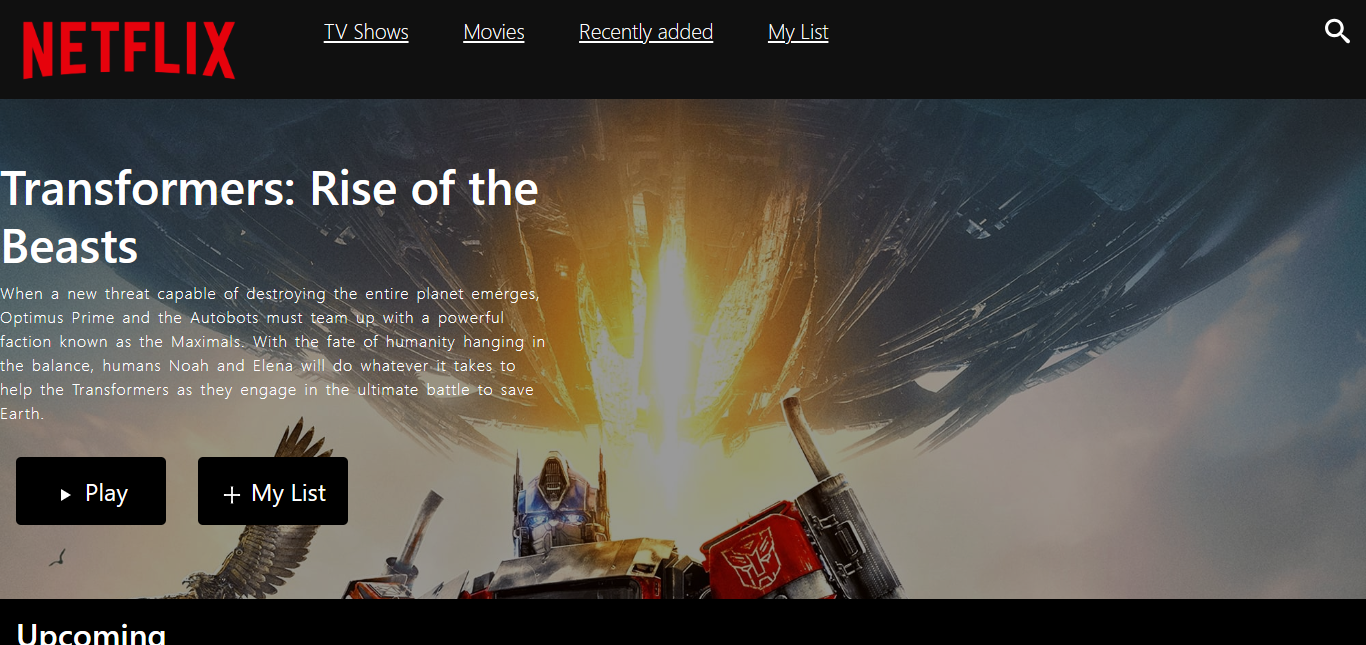 NETFLIX
TV Shows
Movies
Recently added
My List
Transformers: Rise of the
Beasts
When a new threat capable of destroying the entire planet emerges,
Optimus Prime and the Autobots must team up with a powerful
faction known as the Maximals. With the fate of humanity hanging in
the balance, humans Noah and Elena will do whatever it takes to
help the Transformers as they engage in the ultimate battle to save
Earth.
Play
+ My List
Upcoming